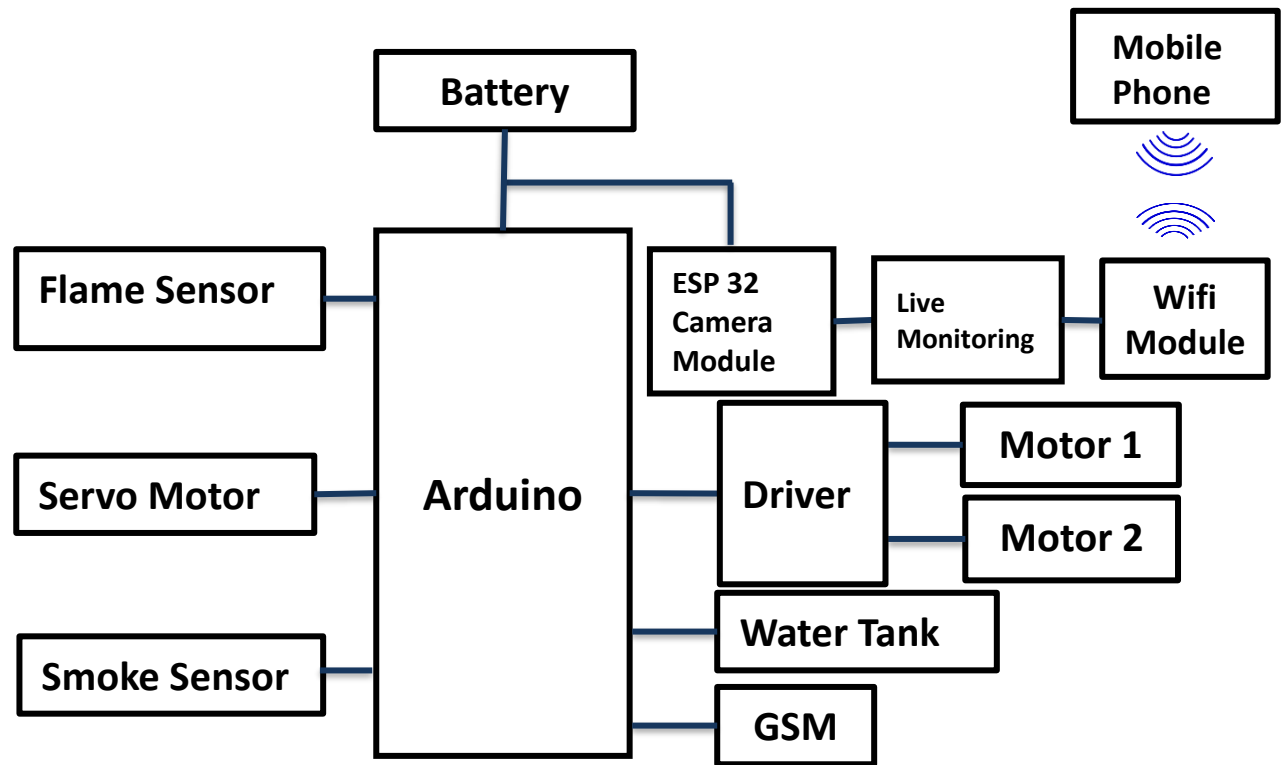 Mobile
Phone
Battery
Flame Sensor
ESP 32
Camera
Module
Live
Monitoring
Wifi
Module
Servo Motor
Arduino
Driver
Motor 1
Motor 2
Water Tank
Smoke Sensor
GSM